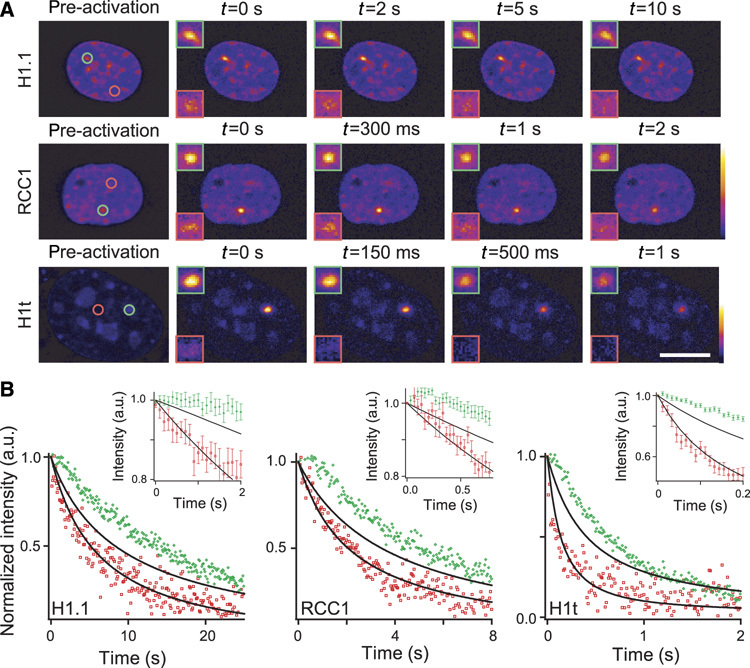 A
Pre-activation t=0 s t=2 s t=5 s t=10 s
H1.1
Pre-activation t=0 s t=300 ms t=1 s t=2 s
RCC1
Pre-activation t=0 s t=150 ms t=500 ms t=1 s
H1t
B
Intensity (a.u.)
1.0
0.9
0.8
0 1 2
Time (s)
Intensity (a.u.)
1.0
0.9
0.8
0.0 0.5
Time (s)
Intensity (a.u.)
1.0
0.8
0.6
0 0.1 0.2
Time (s)
Normalized intensity (a.u.)
1.0
0.5
H1.1
0 10 20
Time (s)
1.0
0.5
RCC1
0 4 8
Time (s)
1.0
0.5
0.0
H1t
0 1 2
Time (s)